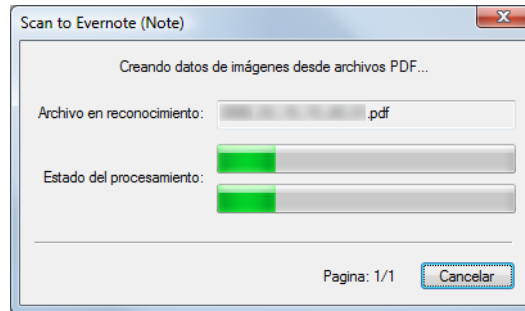 Scan to Evernote (Note)
Creando datos de imágenes desde archivos PDF...
Archivo en reconocimiento: .pdf
Estado del procesamiento:
Pagina: 1/1 Cancelar